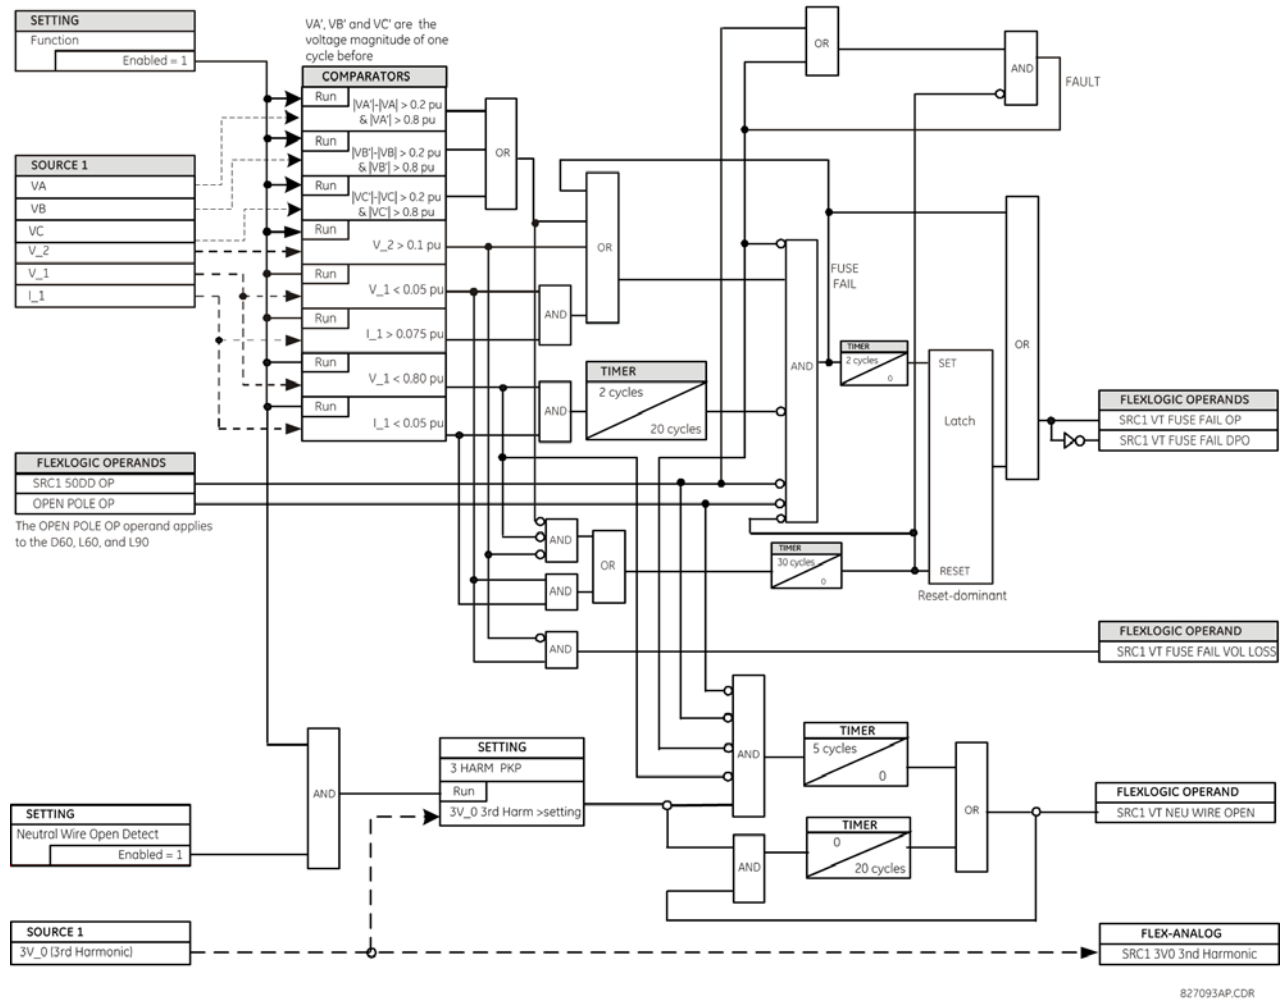 SETTING
Function
Enabled = 1
VA', VB' and VC' are the
voltage magnitude of one
cycle before
COMPARATORS
Run
|VA'|-|VA| > 0.2 pu
& |VA'| > 0.8 pu
Run
|VB'|-|VB| > 0.2 pu
& |VB'| > 0.8 pu
Run
|VC'|-|VC| > 0.2 pu
& |VC'| > 0.8 pu
Run
V_2 > 0.1 pu
Run
V_1 < 0.05 pu
Run
I_1 > 0.075 pu
Run
V_1 < 0.80 pu
Run
I_1 < 0.05 pu
SOURCE 1
VA
VB
VC
V_2
V_1
I_1
OR
OR
AND
AND
TIMER
2 cycles
20 cycles
OR
AND
FAULT
FUSE
FAIL
AND
TIMER
2 cycles
0
SET
Latch
RESET
Reset-dominant
OR
FLEXLOGIC OPERANDS
SRC1 VT FUSE FAIL OP
SRC1 VT FUSE FAIL DPO
FLEXLOGIC OPERANDS
SRC1 50DD OP
OPEN POLE OP
The OPEN POLE OP operand applies
to the D60, L60, and L90
AND
AND
OR
TIMER
30 cycles
0
AND
FLEXLOGIC OPERAND
SRC1 VT FUSE FAIL VOL LOSS
AND
SETTING
3 HARM PKP
Run
3V_0 3rd Harm >setting
AND
TIMER
5 cycles
0
AND
TIMER
0
20 cycles
OR
FLEXLOGIC OPERAND
SRC1 VT NEU WIRE OPEN
SETTING
Neutral Wire Open Detect
Enabled = 1
SOURCE 1
3V_0 (3rd Harmonic)
FLEX-ANALOG
SRC1 3V0 3nd Harmonic
827093AP.CDR